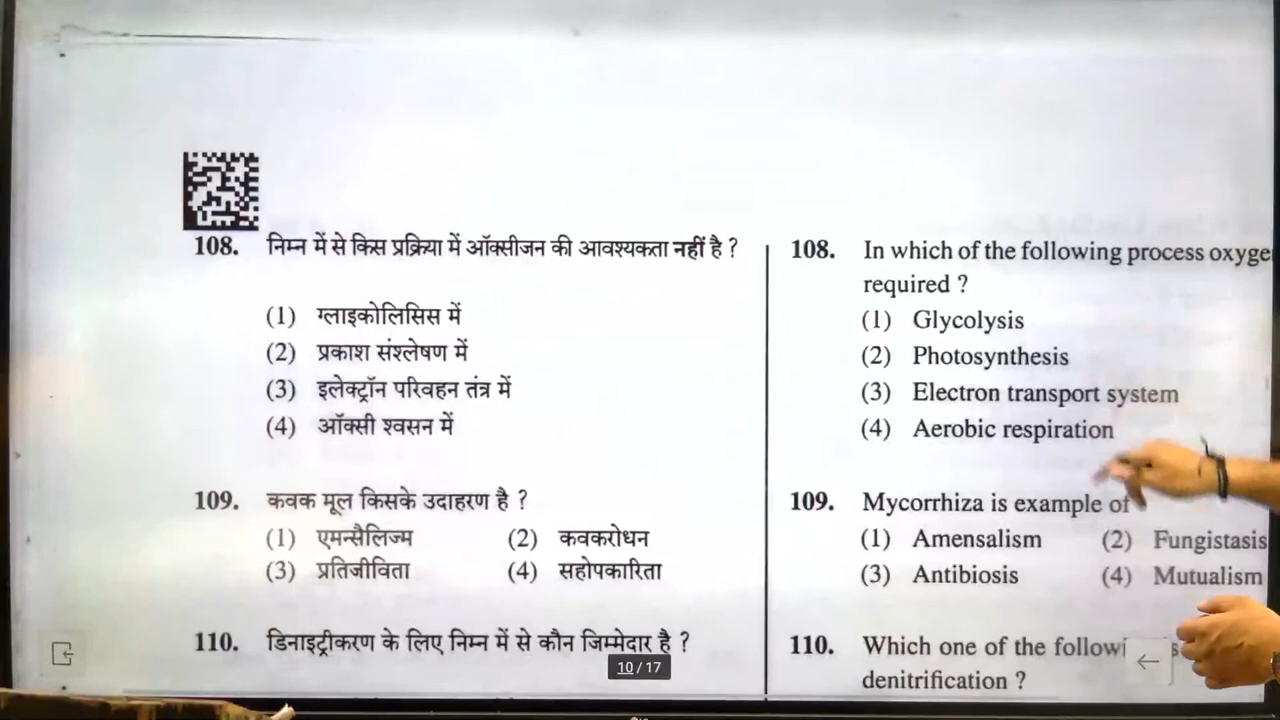 108. निम्न में से किस प्रक्रिया में ऑक्सीजन की आवश्यकता नहीं है ?
(1) ग्लाइकोलिसिस में
(2) प्रकाश संश्लेषण में
(3) इलेक्ट्रॉन परिवहन तंत्र में
(4) ऑक्सी श्वसन में
109. कवक मूल किसके उदाहरण है ?
(1) एमन्सैलिज्म (2) कवकरोधन
(3) प्रतिजीविता (4) सहोपकारिता
110. डिनाइट्रीकरण के लिए निम्न में से कौन जिम्मेदार है ?
108. In which of the following process
required ?
(1) Glycolysis
(2) Photosynthesis
(3) Electron transport system
(4) Aerobic respiration
109. Mycorrhiza is example of
(1) Amensalism (2) Fungistasis
(3) Antibiosis (4) Mutualism
110. Which one of the
denitrification ?
10 / 17